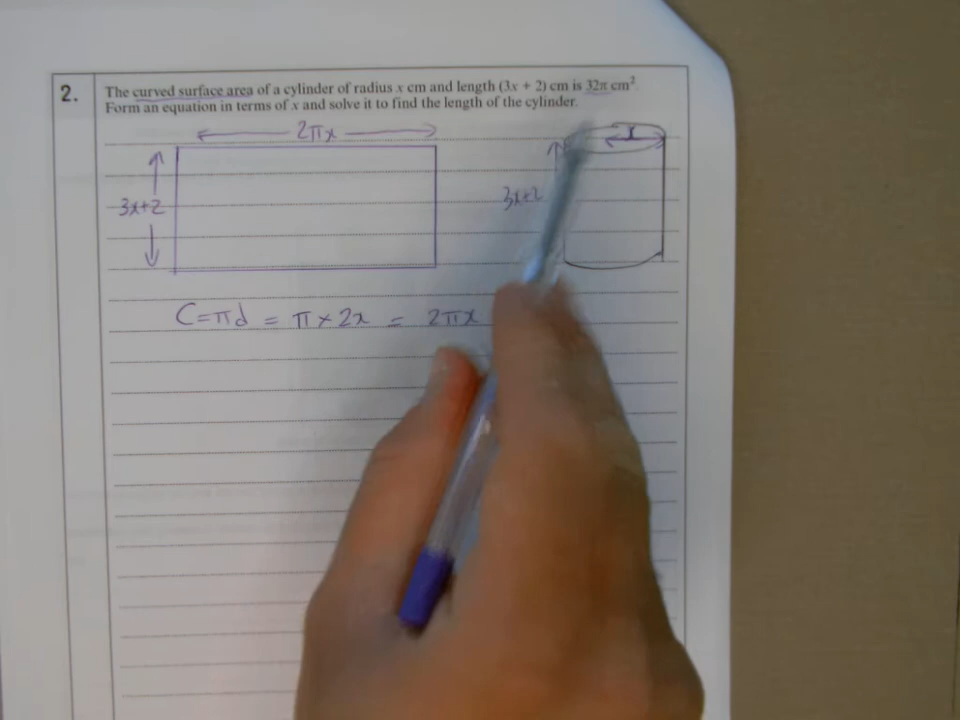 2.
The curved surface area of a cylinder of radius x cm and length (3x + 2) cm is 32π cm²
Form an equation in terms of x and solve it to find the length of the cylinder.
2πx
x
3x+2
3x+2
C=πd = π×2x = 2πx